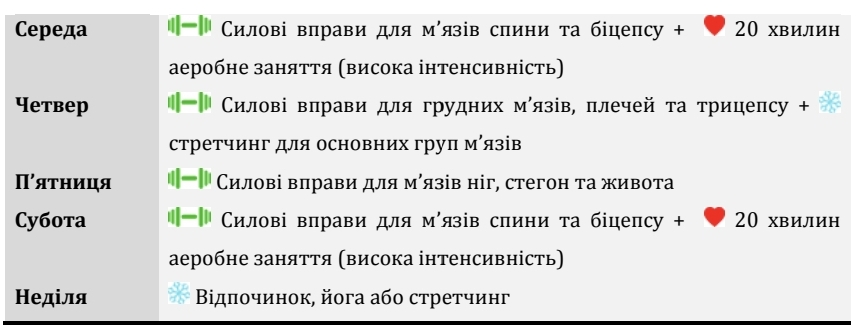 Середа Силові вправи для м’язів спини та біцепсу + 20 хвилин
аеробне заняття (висока інтенсивність)
Четвер Силові вправи для грудних м’язів, плечей та трицепсу +
стретчинг для основних груп м’язів
П’ятниця Силові вправи для м’язів ніг, стегон та живота
Субота Силові вправи для м’язів спини та біцепсу + 20 хвилин
аеробне заняття (висока інтенсивність)
Неділя Відпочинок, йога або стретчинг